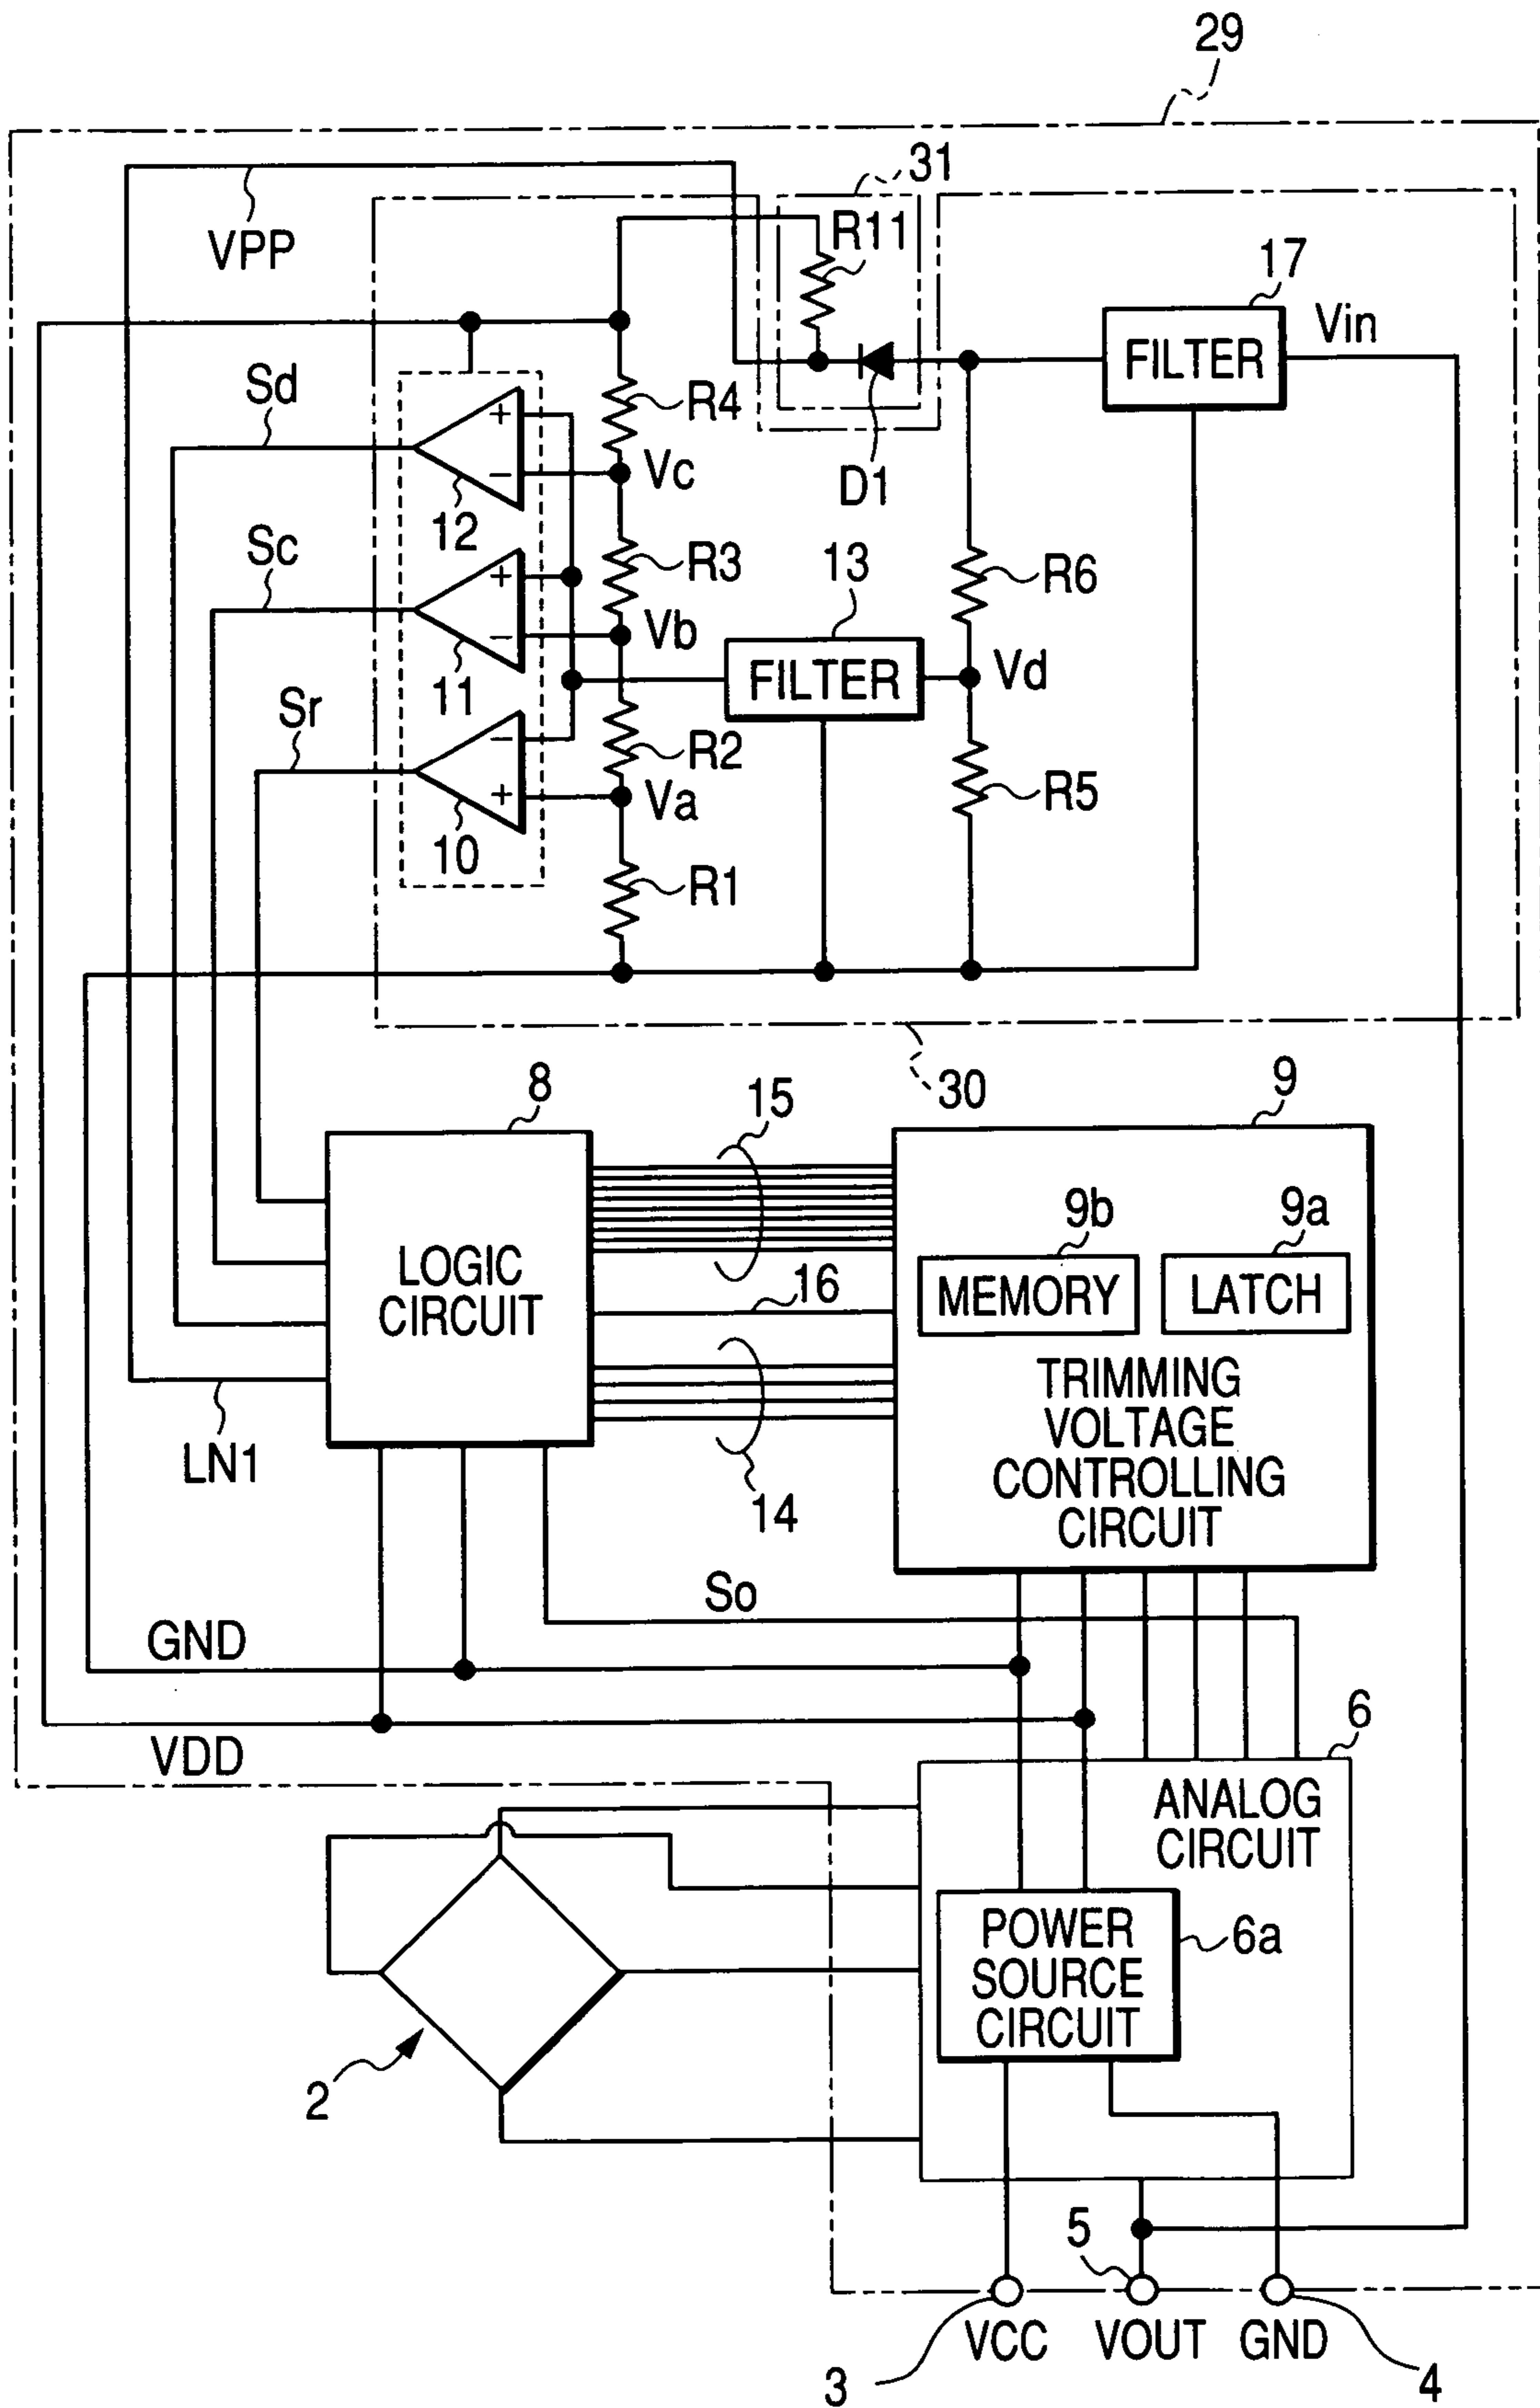 29
31
VPP
R11
17
Vin
FILTER
Sd
+
R4
−
Vc
D1
12
Sc
+
R3
13
R6
−
Vb
11
FILTER
Vd
Sr
−
R2
R5
+
Va
10
R1
30
8
15
9
9b
9a
LOGIC
CIRCUIT
16
MEMORY
LATCH
TRIMMING
VOLTAGE
CONTROLLING
CIRCUIT
LN1
14
So
GND
VDD
6
ANALOG
CIRCUIT
POWER
SOURCE
CIRCUIT
6a
2
5
VCC
VOUT
GND
3
4